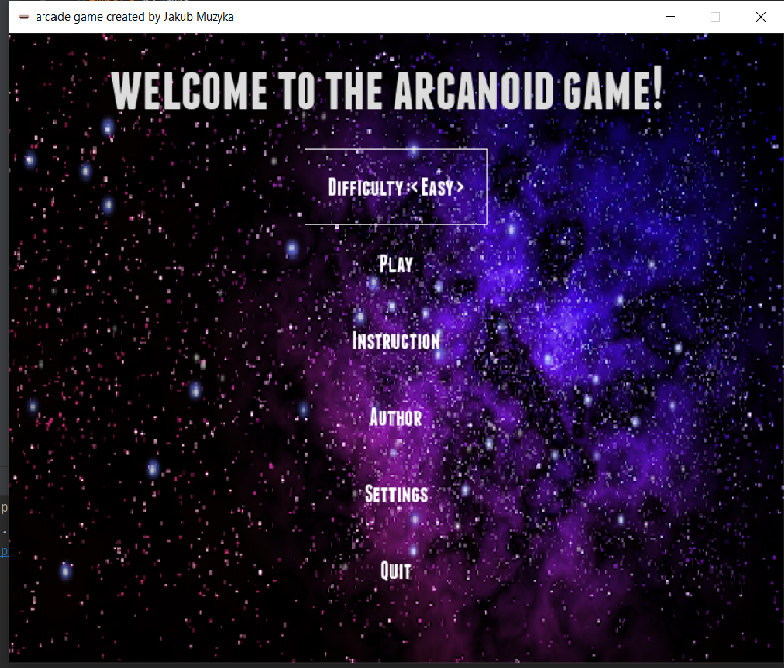 arcade game created by Jakub Muzyka
WELCOME TO THE ARCANOID GAME!
Difficulty :< Easy >
Play
Instruction
Author
Settings
Quit
p
p